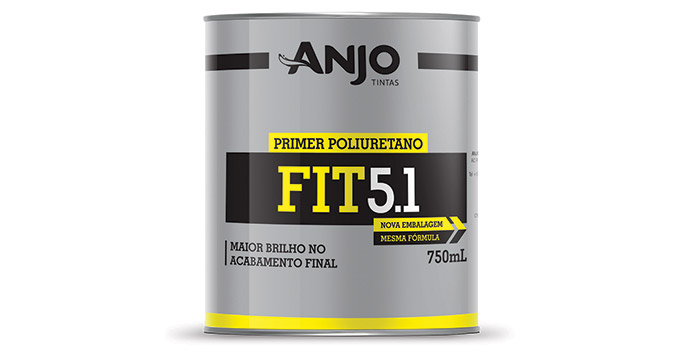 ANJO
TINTAS
PRIMER POLIURETANO
FIT 5.1
NOVA EMBALAGEM
MESMA FÓRMULA
MAIOR BRILHO NO
ACABAMENTO FINAL
750mL